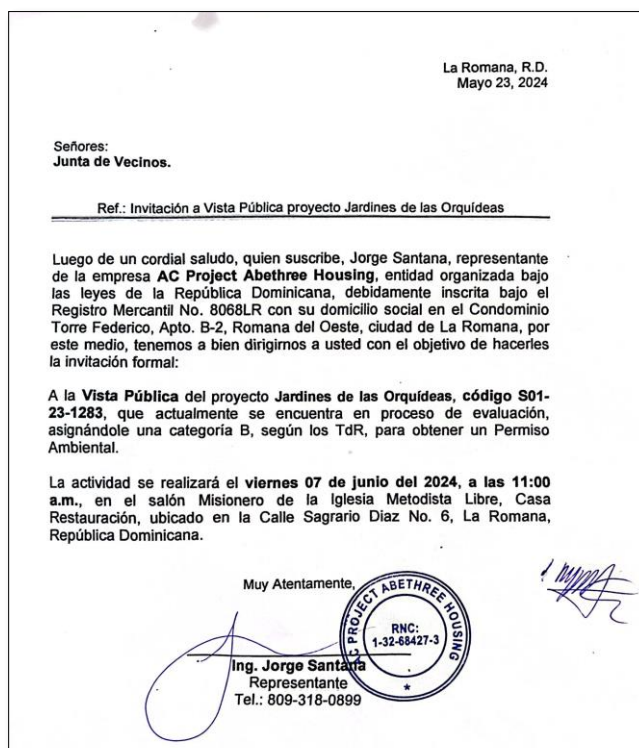 La Romana, R.D.
Mayo 23, 2024
Señores:
Junta de Vecinos.
Ref.: Invitación a Vista Pública proyecto Jardines de las Orquídeas
Luego de un cordial saludo, quien suscribe, Jorge Santana, representante
de la empresa AC Project Abethree Housing, entidad organizada bajo
las leyes de la República Dominicana, debidamente inscrita bajo el
Registro Mercantil No. 8068LR con su domicilio social en el Condominio
Torre Federico, Apto. B-2, Romana del Oeste, ciudad de La Romana, por
este medio, tenemos a bien dirigirnos a usted con el objetivo de hacerles
la invitación formal:
A la Vista Pública del proyecto Jardines de las Orquídeas, código S01-
23-1283, que actualmente se encuentra en proceso de evaluación,
asignándole una categoría B, según los TdR, para obtener un Permiso
Ambiental.
La actividad se realizará el viernes 07 de junio del 2024, a las 11:00
a.m., en el salón Misionero de la Iglesia Metodista Libre, Casa
Restauración, ubicado en la Calle Sagrario Diaz No. 6, La Romana,
República Dominicana.
Muy Atentamente,
AC PROJECT ABETHREE HOUSING
RNC:
1-32-68427-3
Ing. Jorge Santana
Representante
Tel.: 809-318-0899